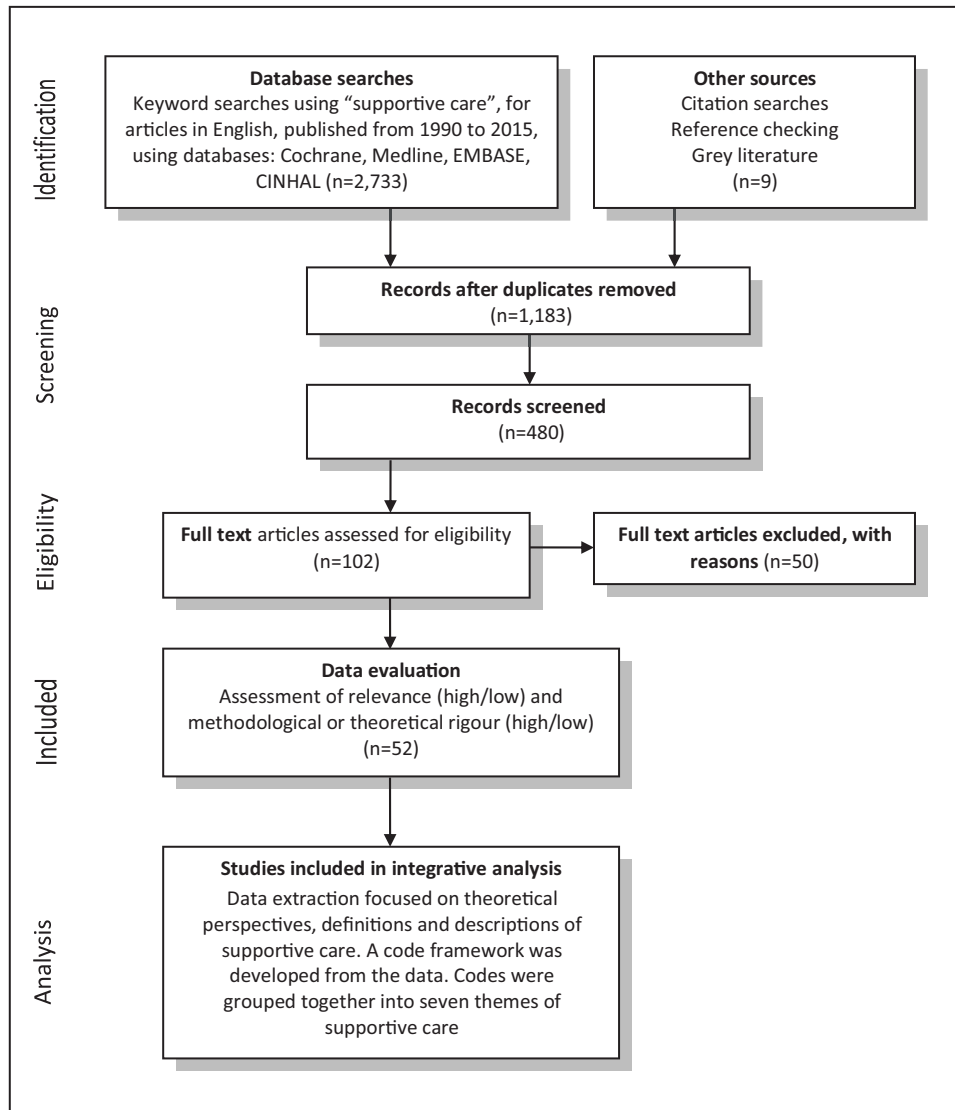 Identification
Database searches
Keyword searches using “supportive care”, for
articles in English, published from 1990 to 2015,
using databases: Cochrane, Medline, EMBASE,
CINHAL (n=2,733)
Other sources
Citation searches
Reference checking
Grey literature
(n=9)
Screening
Records after duplicates removed
(n=1,183)
Records screened
(n=480)
Eligibility
Full text articles assessed for eligibility
(n=102)
Full text articles excluded, with
reasons (n=50)
Included
Data evaluation
Assessment of relevance (high/low) and
methodological or theoretical rigour (high/low)
(n=52)
Analysis
Studies included in integrative analysis
Data extraction focused on theoretical
perspectives, definitions and descriptions of
supportive care. A code framework was
developed from the data. Codes were
grouped together into seven themes of
supportive care